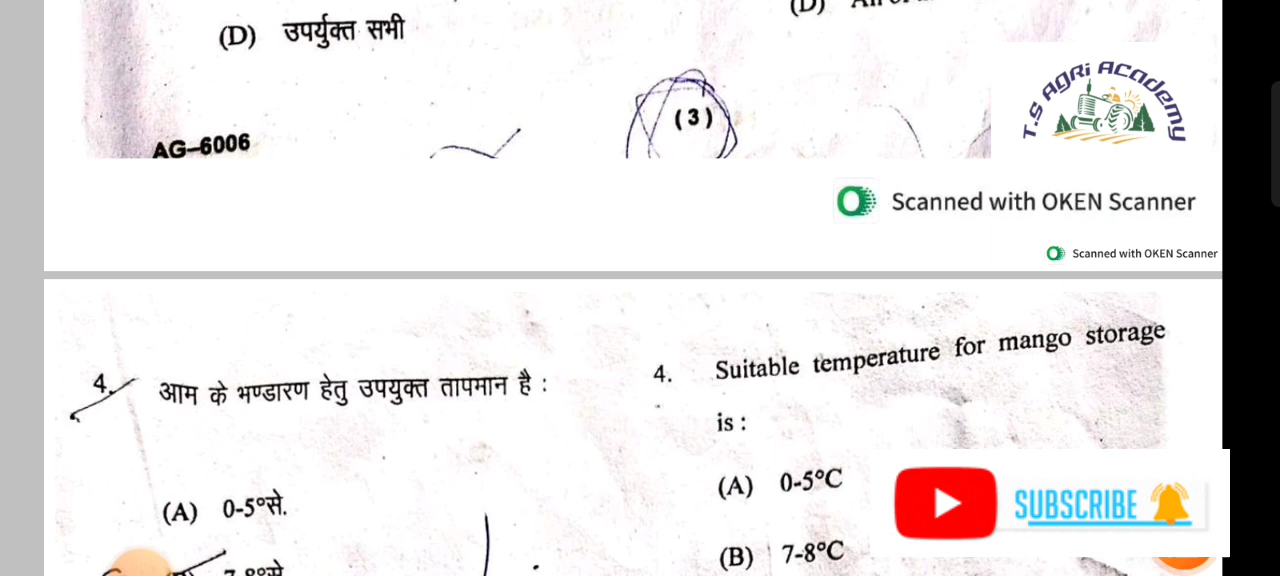 (D) उपर्युक्त सभी
(D)
(3)
AG-6006
T.S AGRI ACADEMY
Scanned with OKEN Scanner
Scanned with OKEN Scanner
4. आम के भण्डारण हेतु उपयुक्त तापमान है :
(A) 0-5°से.
4. Suitable temperature for mango storage
is :
(A) 0-5°C
(B) 7-8°C
SUBSCRIBE